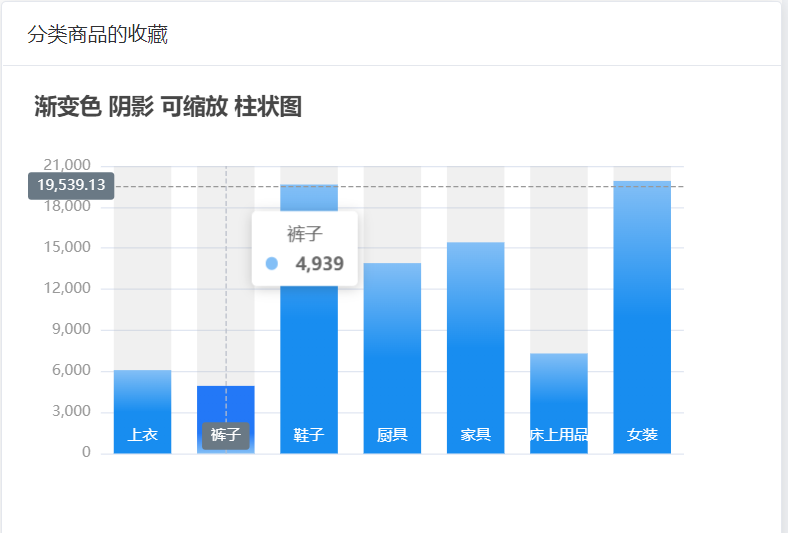 分类商品的收藏
渐变色 阴影 可缩放 柱状图
21,000
19,539.13
18,000
裤子
4,939
15,000
12,000
9,000
6,000
3,000
0
上衣 裤子 鞋子 厨具 家具 床上用品 女装